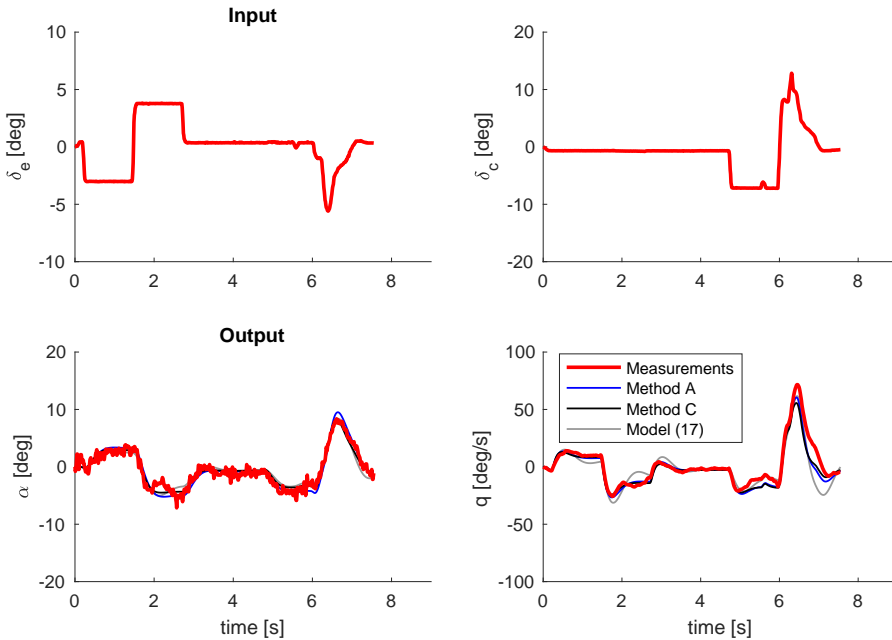 Input
10
5
0
-5
-10
δe [deg]
0 2 4 6 8
20
10
0
-10
-20
δc [deg]
0 2 4 6 8
Output
20
10
0
-10
-20
α [deg]
0 2 4 6 8
time [s]
100
50
0
-50
-100
q [deg/s]
Measurements
Method A
Method C
Model (17)
0 2 4 6 8
time [s]